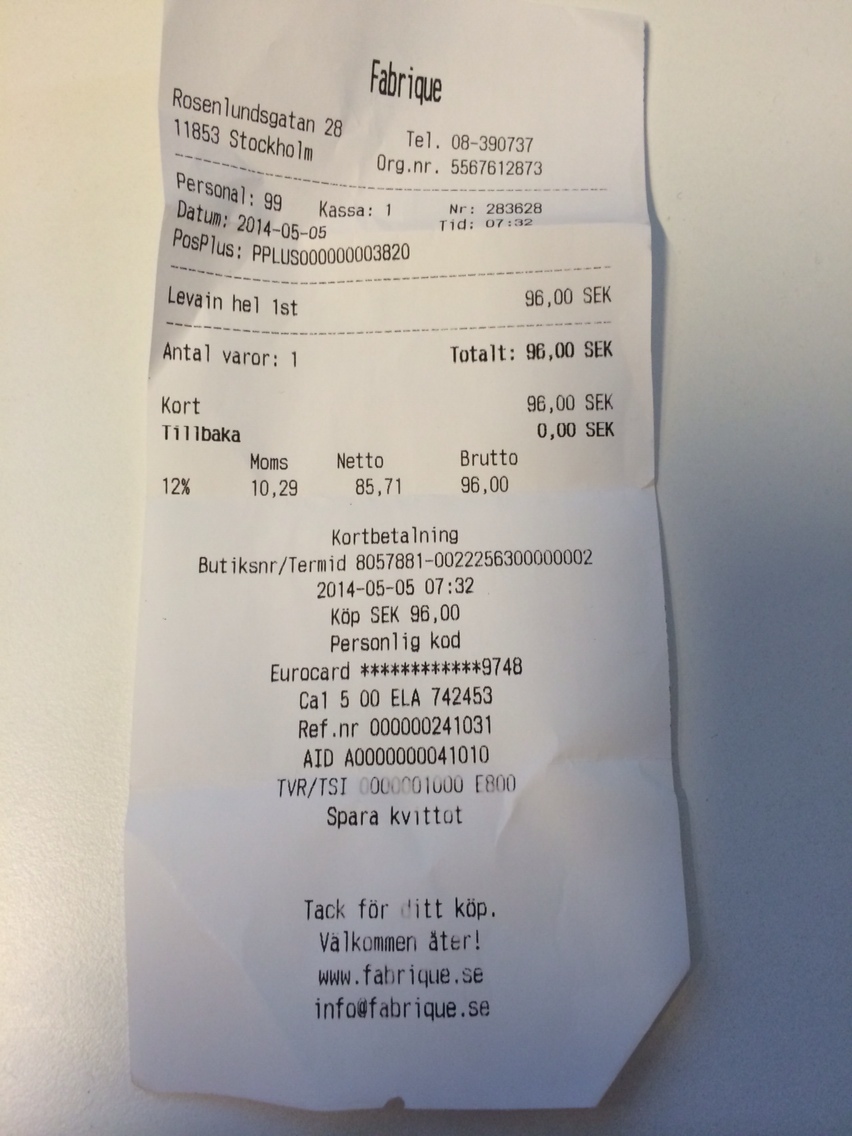 Fabrique
Rosenlundsgatan 28
11853 Stockholm
Tel. 08-390737
Org.nr. 5567612873
Personal: 99 Kassa: 1 Nr: 283628
Datum: 2014-05-05 Tid: 07:32
PosPlus: PPLUS000000003820
Levain hel 1st 96,00 SEK
Antal varor: 1 Totalt: 96,00 SEK
Kort 96,00 SEK
Tillbaka 0,00 SEK
Moms Netto Brutto
12% 10,29 85,71 96,00
Kortbetalning
Butiksnr/Termid 8057881-0022256300000002
2014-05-05 07:32
Köp SEK 96,00
Personlig kod
Eurocard ************9748
Ca1 5 00 ELA 742453
Ref.nr 000000241031
AID A0000000041010
TVR/TSI 0000001000 E800
Spara kvittot
Tack för ditt köp.
Välkommen åter!
www.fabrique.se
info@fabrique.se